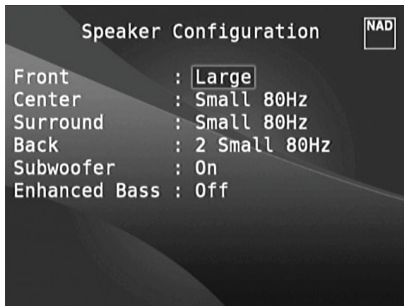 Speaker Configuration
NAD
Front : Large
Center : Small 80Hz
Surround : Small 80Hz
Back : 2 Small 80Hz
Subwoofer : On
Enhanced Bass : Off